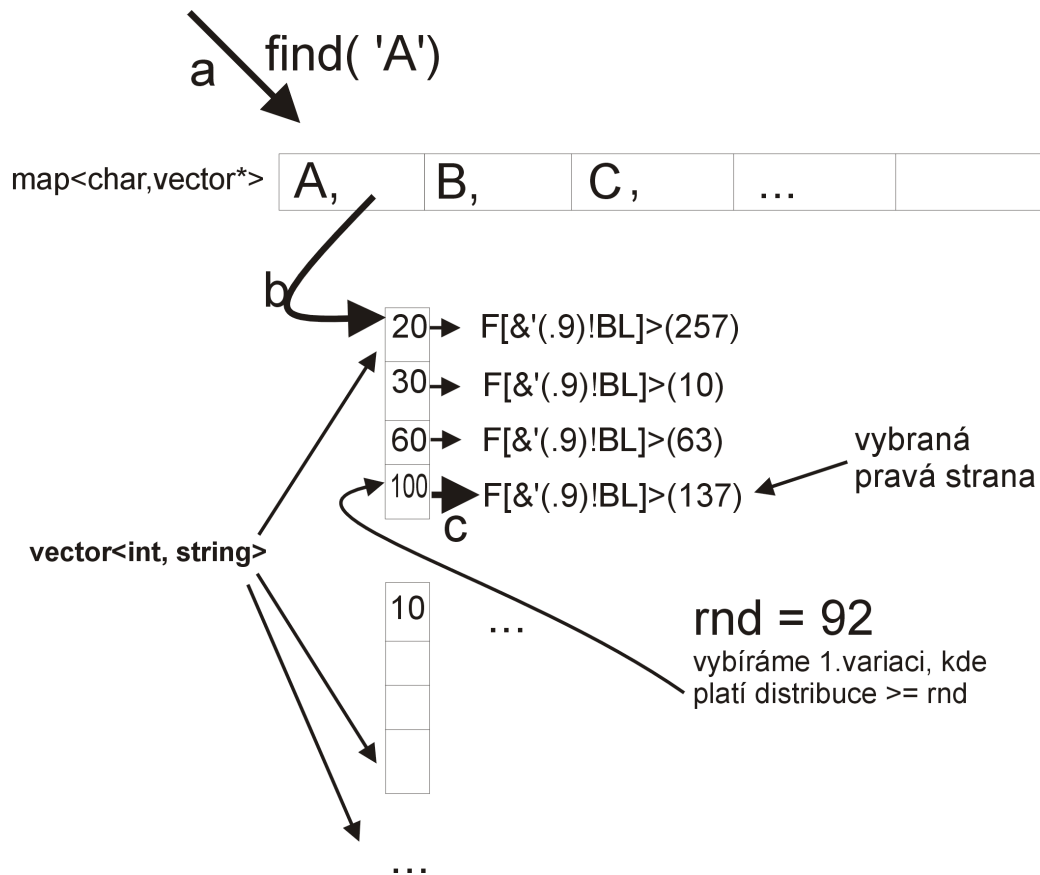 find( 'A')
a
map<char,vector*>
A,
B,
C,
...
b
20
F[&'(.9)!BL]>(257)
30
F[&'(.9)!BL]>(10)
60
F[&'(.9)!BL]>(63)
100
F[&'(.9)!BL]>(137)
c
vybraná
pravá strana
vector<int, string>
10
...
rnd = 92
vybíráme 1.variaci, kde
platí distribuce >= rnd
...